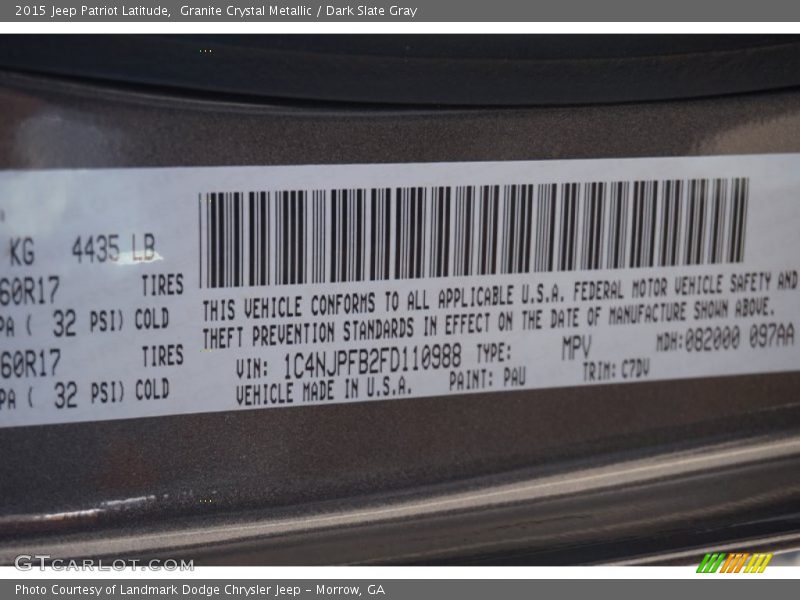 2015 Jeep Patriot Latitude,  Granite Crystal Metallic / Dark Slate Gray
KG 4435 LB
60R17 TIRES
PA ( 32 PSI) COLD
60R17 TIRES
PA ( 32 PSI) COLD
THIS VEHICLE CONFORMS TO ALL APPLICABLE U.S.A. FEDERAL MOTOR VEHICLE SAFETY AND
THEFT PREVENTION STANDARDS IN EFFECT ON THE DATE OF MANUFACTURE SHOWN ABOVE.
VIN: 1C4NJPFB2FD110988 TYPE: MPV MDH:082000 097AA
VEHICLE MADE IN U.S.A. PAINT: PAU TRIM: C7DV
GTCARLOT.COM
Photo Courtesy of Landmark Dodge Chrysler Jeep – Morrow, GA